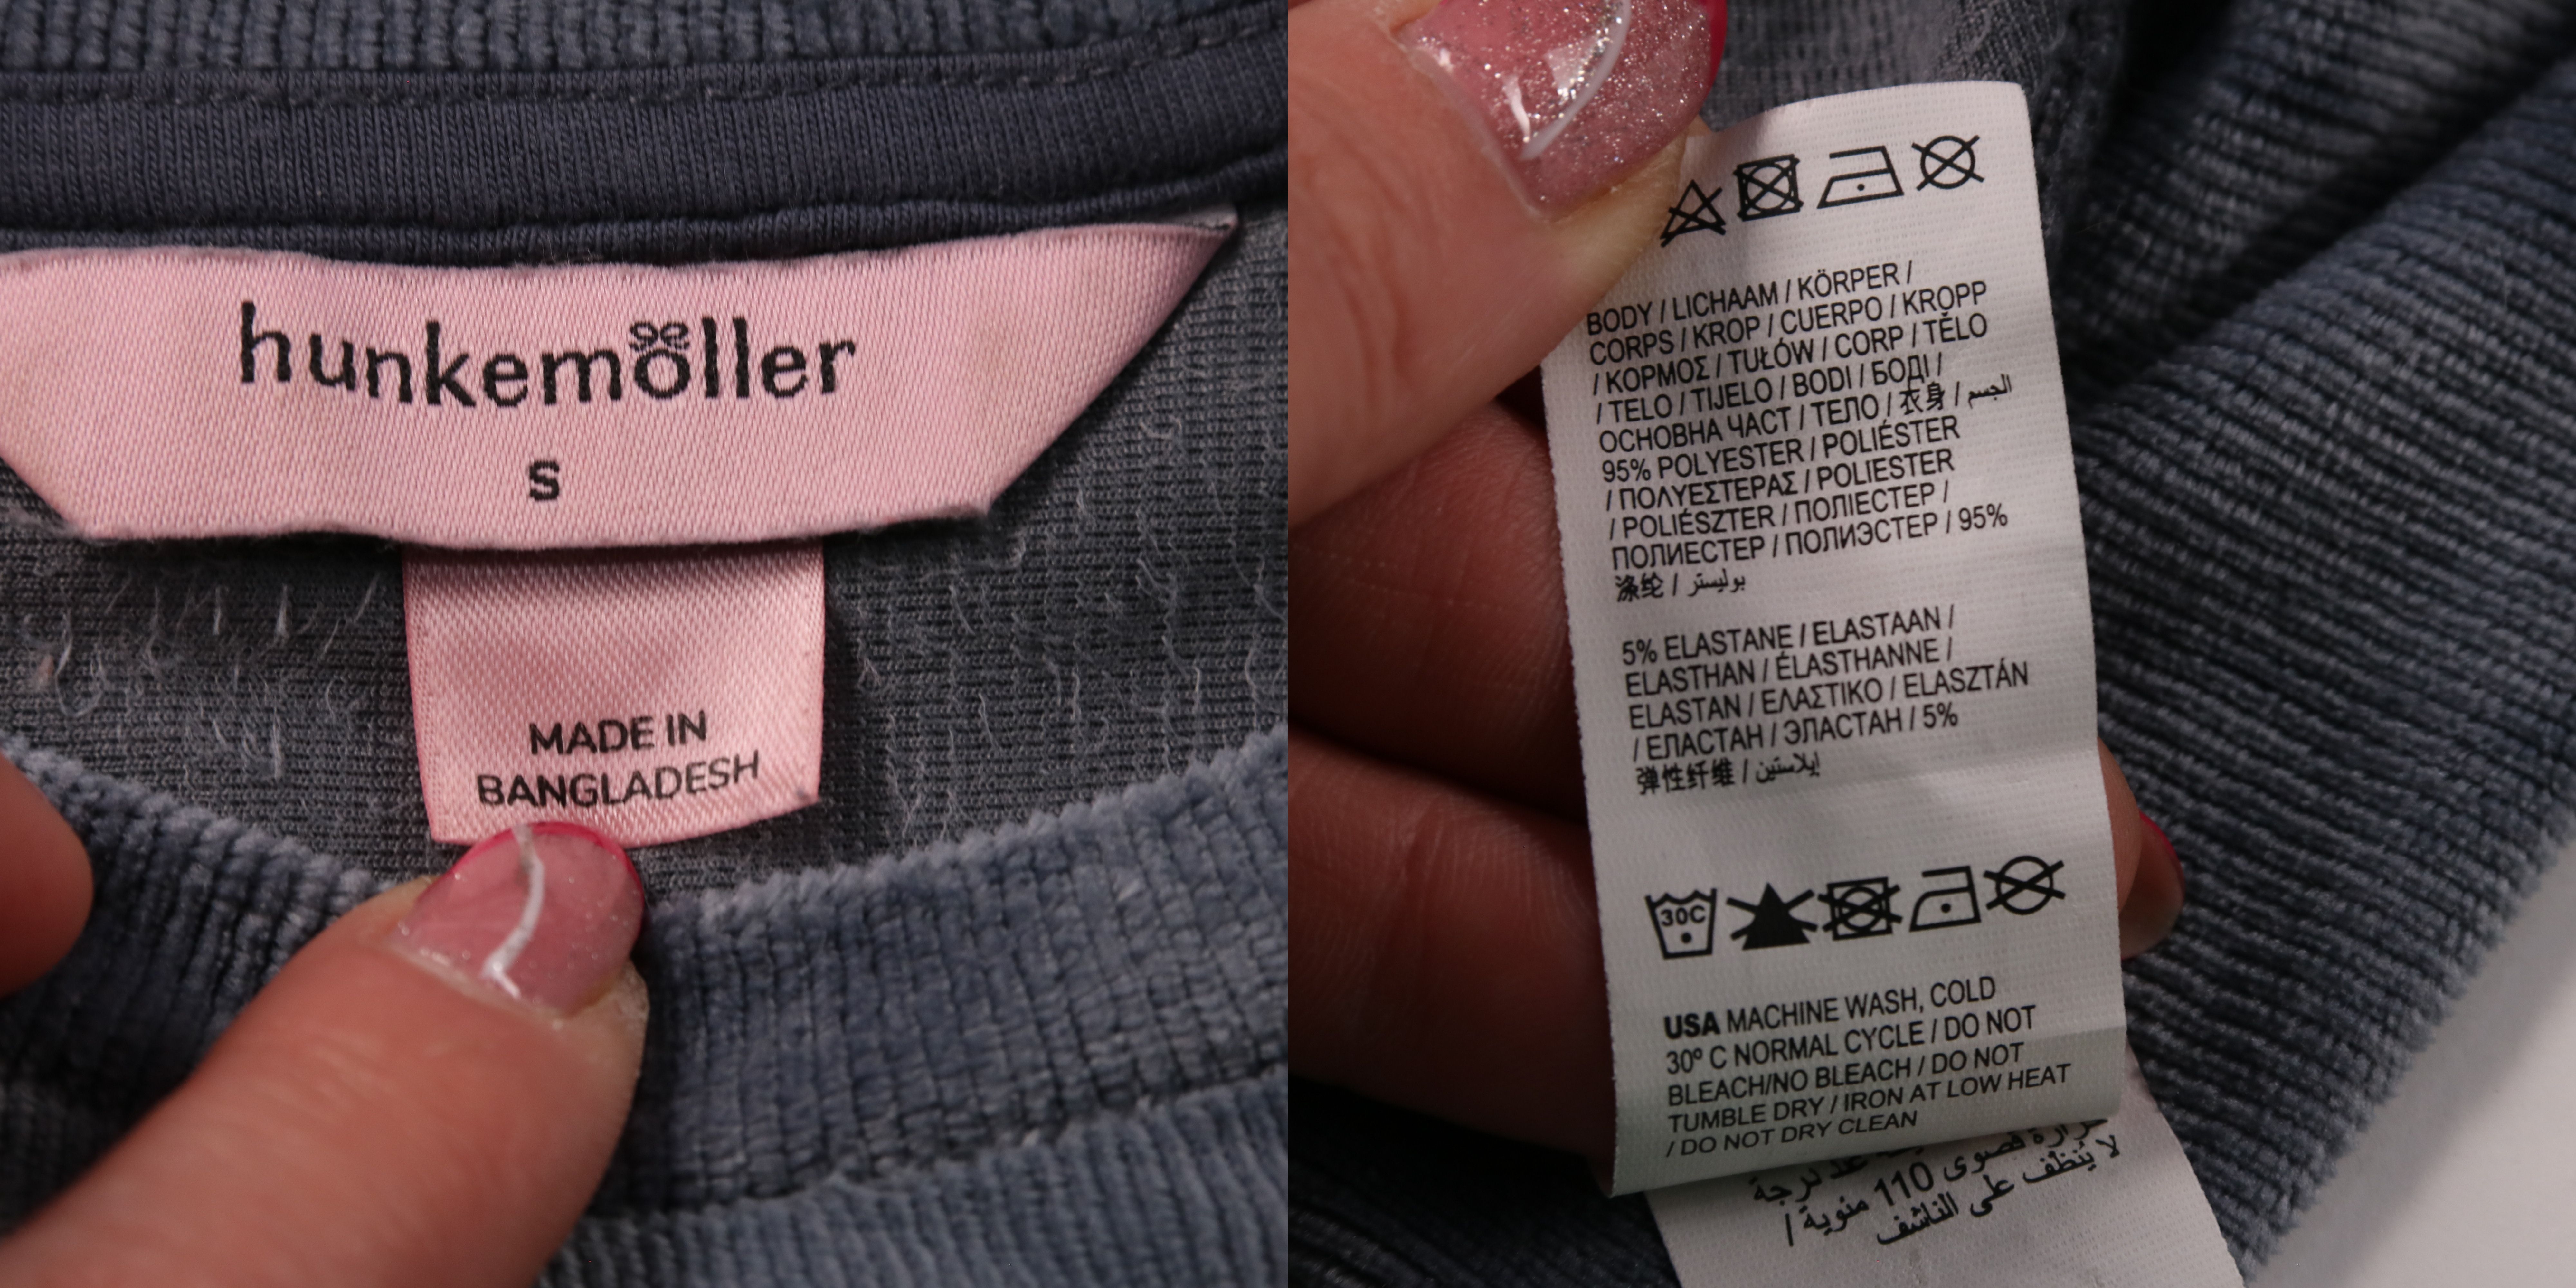 hunkemöller
S
MADE IN
BANGLADESH
BODY / LICHAAM / KÖRPER /
CORPS / KROP / CUERPO / KROPP
/ ΚΟΡΜΟΣ / TUŁÓW / CORP / TĚLO
/ TELO / TIJELO / BODI / БОДІ /
ОСНОВНА ЧАСТ / ТЕЛО / 衣身 / الجسم
95% POLYESTER / POLIÉSTER
/ ΠΟΛΥΕΣΤΕΡΑΣ / POLIESTER
/ POLIÉSZTER / ПОЛІЕСТЕР /
ПОЛИЕСТЕР / ПОЛИЭСТЕР / 95%
涤纶 / بوليستر
5% ELASTANE / ELASTAAN /
ELASTHAN / ÉLASTHANNE /
ELASTAN / ΕΛΑΣΤΙΚΟ / ELASZTÁN
/ ЕЛАСТАН / ЭЛАСТАН / 5%
弹性纤维 / إيلاستين
30C
USA MACHINE WASH, COLD
30º C NORMAL CYCLE / DO NOT
BLEACH/NO BLEACH / DO NOT
TUMBLE DRY / IRON AT LOW HEAT
/ DO NOT DRY CLEAN
حرارة قصوى 110 مئوية /
لا ينظف على الناشف